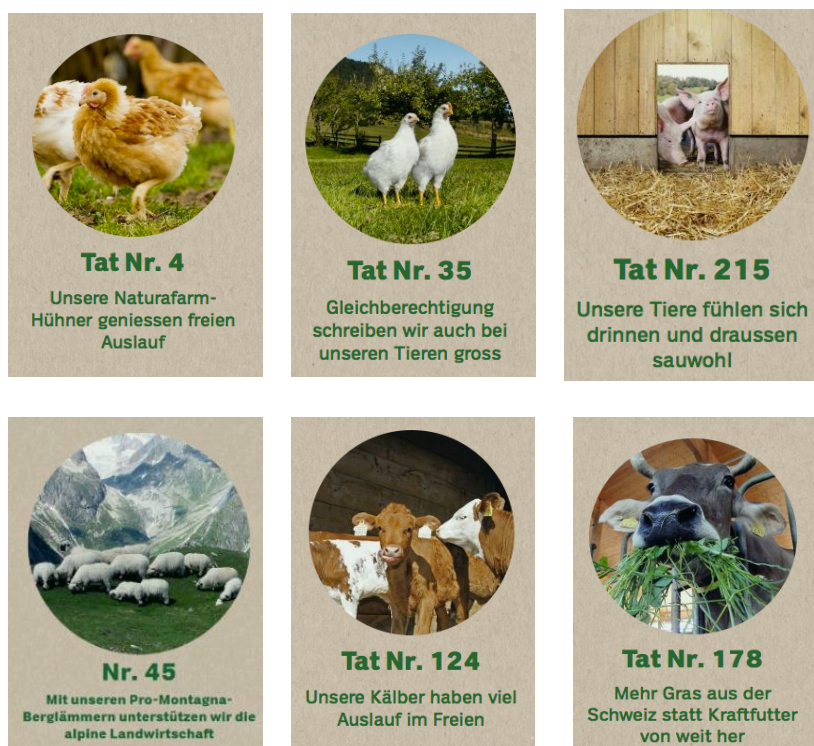 Tat Nr. 4
Unsere Naturafarm-
Hühner geniessen freien
Auslauf
Tat Nr. 35
Gleichberechtigung
schreiben wir auch bei
unseren Tieren gross
Tat Nr. 215
Unsere Tiere fühlen sich
drinnen und draussen
sauwohl
Nr. 45
Mit unseren Pro-Montagna-
Berglämmern unterstützen wir die
alpine Landwirtschaft
Tat Nr. 124
Unsere Kälber haben viel
Auslauf im Freien
Tat Nr. 178
Mehr Gras aus der
Schweiz statt Kraftfutter
von weit her